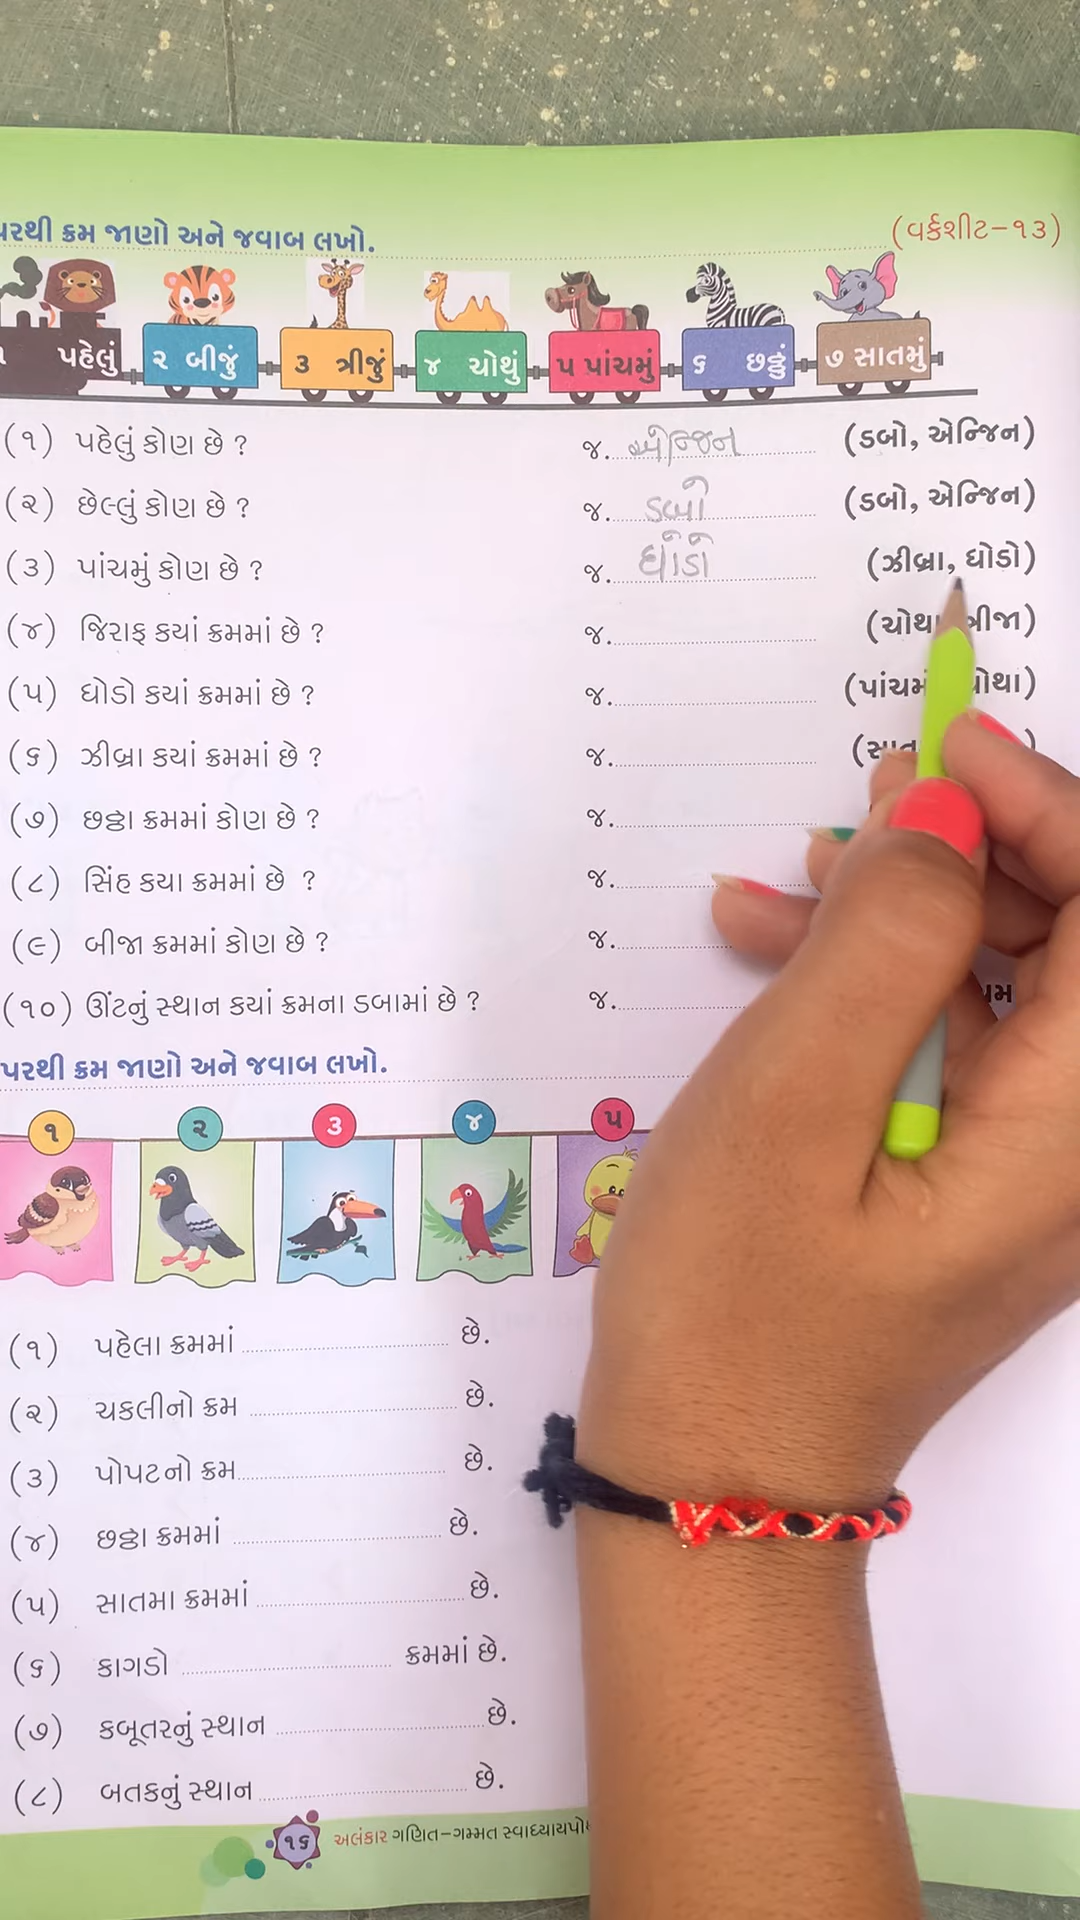 પરથી ક્રમ જાણો અને જવાબ લખો. (વર્કશીટ-૧૩)
પહેલું ૨ બીજું ૩ ત્રીજું ૪ ચોથું ૫ પાંચમું ૬ છઠ્ઠું ૭ સાતમું
(૧) પહેલું કોણ છે ? જ. એન્જિન (ડબો, એન્જિન)
(૨) છેલ્લું કોણ છે ? જ. ડબો (ડબો, એન્જિન)
(૩) પાંચમું કોણ છે ? જ. ઘોડો (ઝીબ્રા, ઘોડો)
(૪) જિરાફ કયાં ક્રમમાં છે ? જ. (ચોથા ત્રીજા)
(૫) ઘોડો કયાં ક્રમમાં છે ? જ. (પાંચમાં ચોથા)
(૬) ઝીબ્રા કયાં ક્રમમાં છે ? જ.
(૭) છઠ્ઠા ક્રમમાં કોણ છે ? જ.
(૮) સિંહ કયા ક્રમમાં છે ? જ.
(૯) બીજા ક્રમમાં કોણ છે ? જ.
(૧૦) ઊંટનું સ્થાન કયાં ક્રમના ડબામાં છે ? જ.
પરથી ક્રમ જાણો અને જવાબ લખો.
૧ ૨ ૩ ૪ ૫
(૧) પહેલા ક્રમમાં છે.
(૨) ચકલીનો ક્રમ છે.
(૩) પોપટનો ક્રમ છે.
(૪) છઠ્ઠા ક્રમમાં છે.
(૫) સાતમા ક્રમમાં છે.
(૬) કાગડો ક્રમમાં છે.
(૭) કબૂતરનું સ્થાન છે.
(૮) બતકનું સ્થાન છે.
૧૬ અલંકાર ગણિત-ગમ્મત સ્વાધ્યાયપો